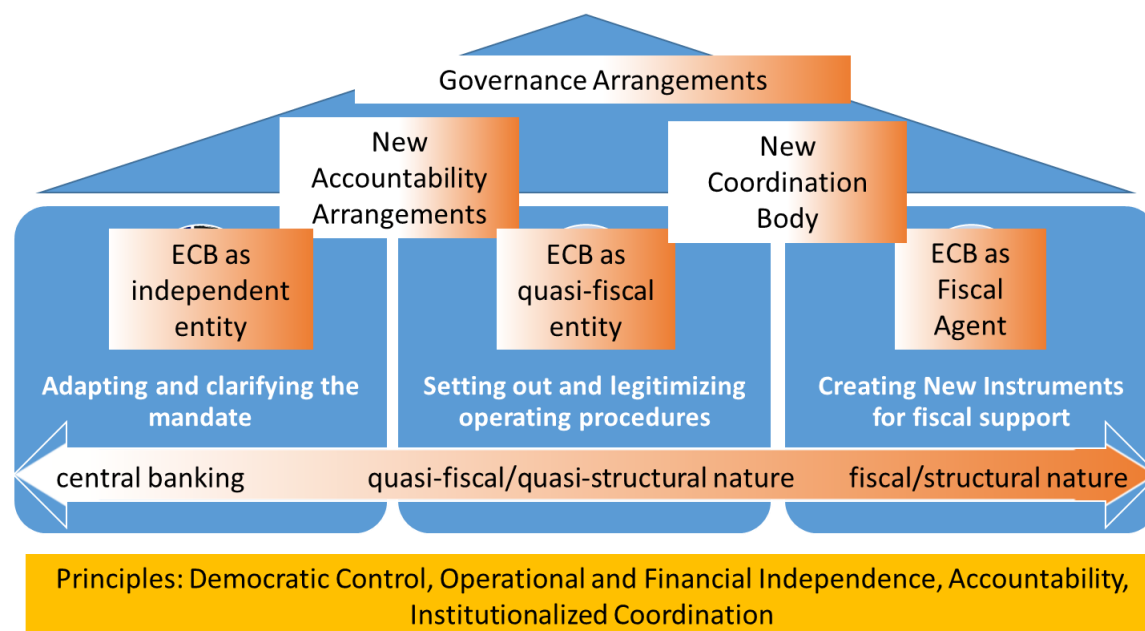 Governance Arrangements
New
Accountability
Arrangements
New
Coordination
Body
ECB as
independent
entity
ECB as
quasi-fiscal
entity
ECB as
Fiscal
Agent
Adapting and clarifying the
mandate
Setting out and legitimizing
operating procedures
Creating New Instruments
for fiscal support
central banking
quasi-fiscal/quasi-structural nature
fiscal/structural nature
Principles: Democratic Control, Operational and Financial Independence, Accountability,
Institutionalized Coordination